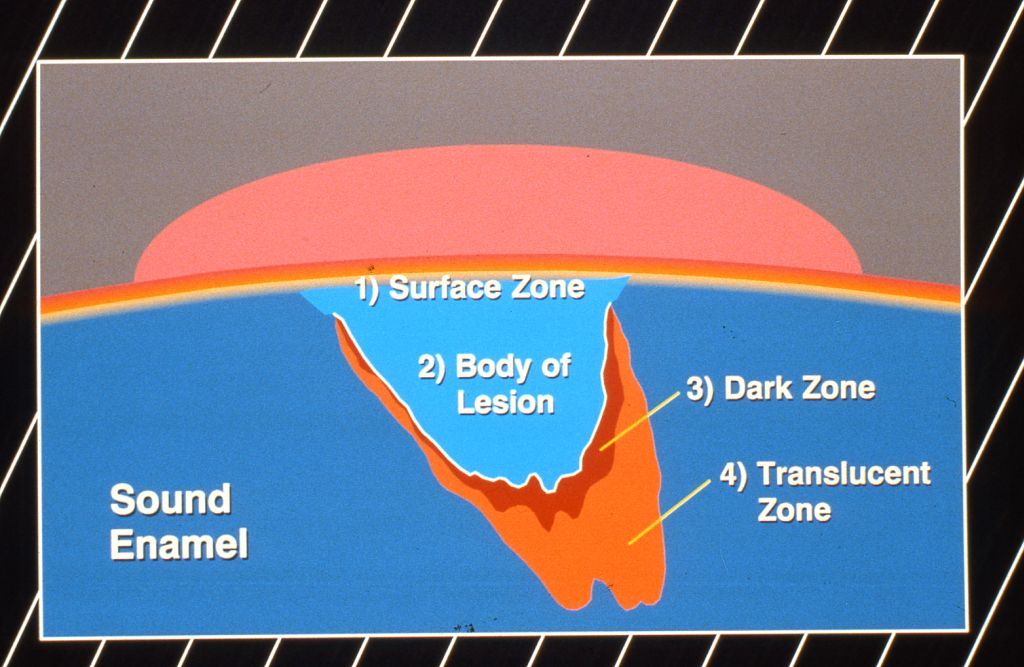 1) Surface Zone
2) Body of
Lesion
3) Dark Zone
4) Translucent
Zone
Sound
Enamel